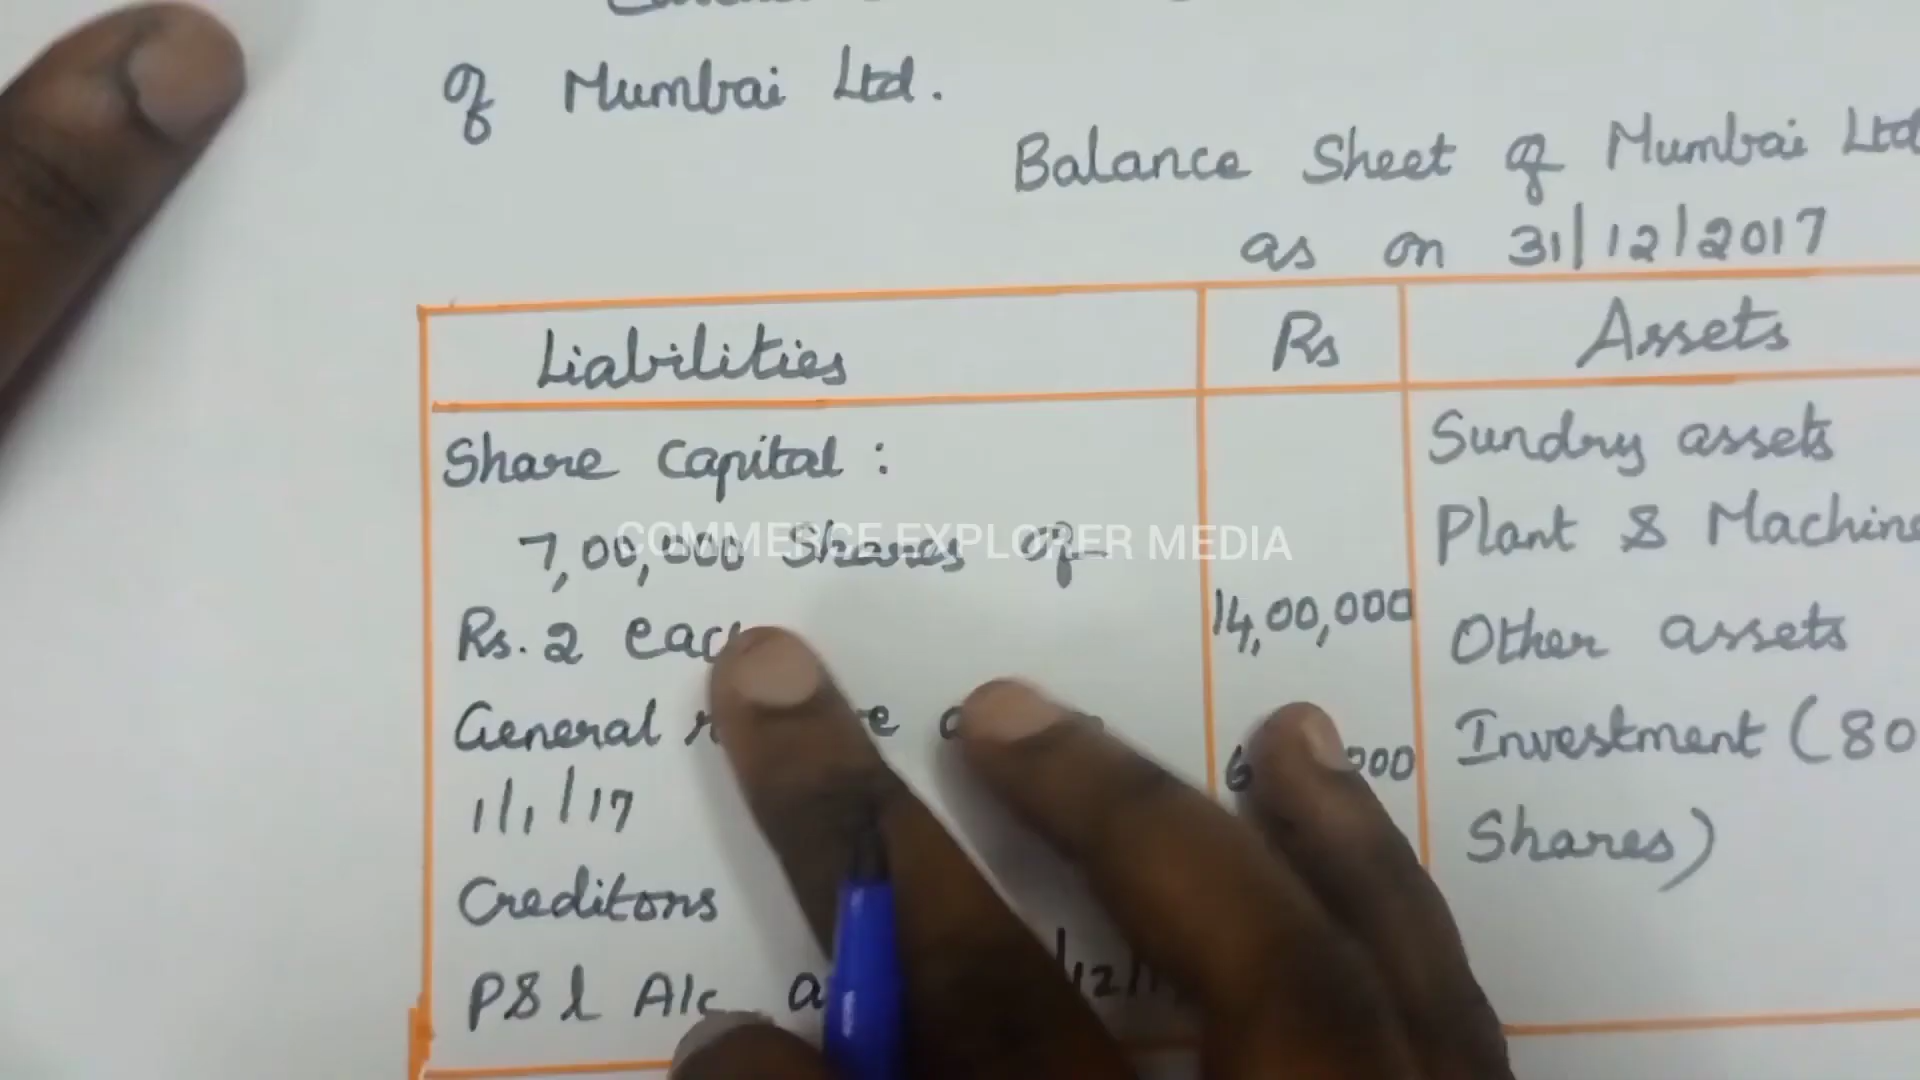 of Mumbai Ltd.
Balance Sheet of Mumbai Ltd
as on 31/12/2017
Liabilities
Rs
Assets
Share Capital :
7,00,000 Shares of
Rs. 2
14,00,000
General
1/1/17
Creditors
P & L A/c
Sundry assets
Plant &
Other assets
Investment (80
Shares)
COMMERCE EXPLORER MEDIA